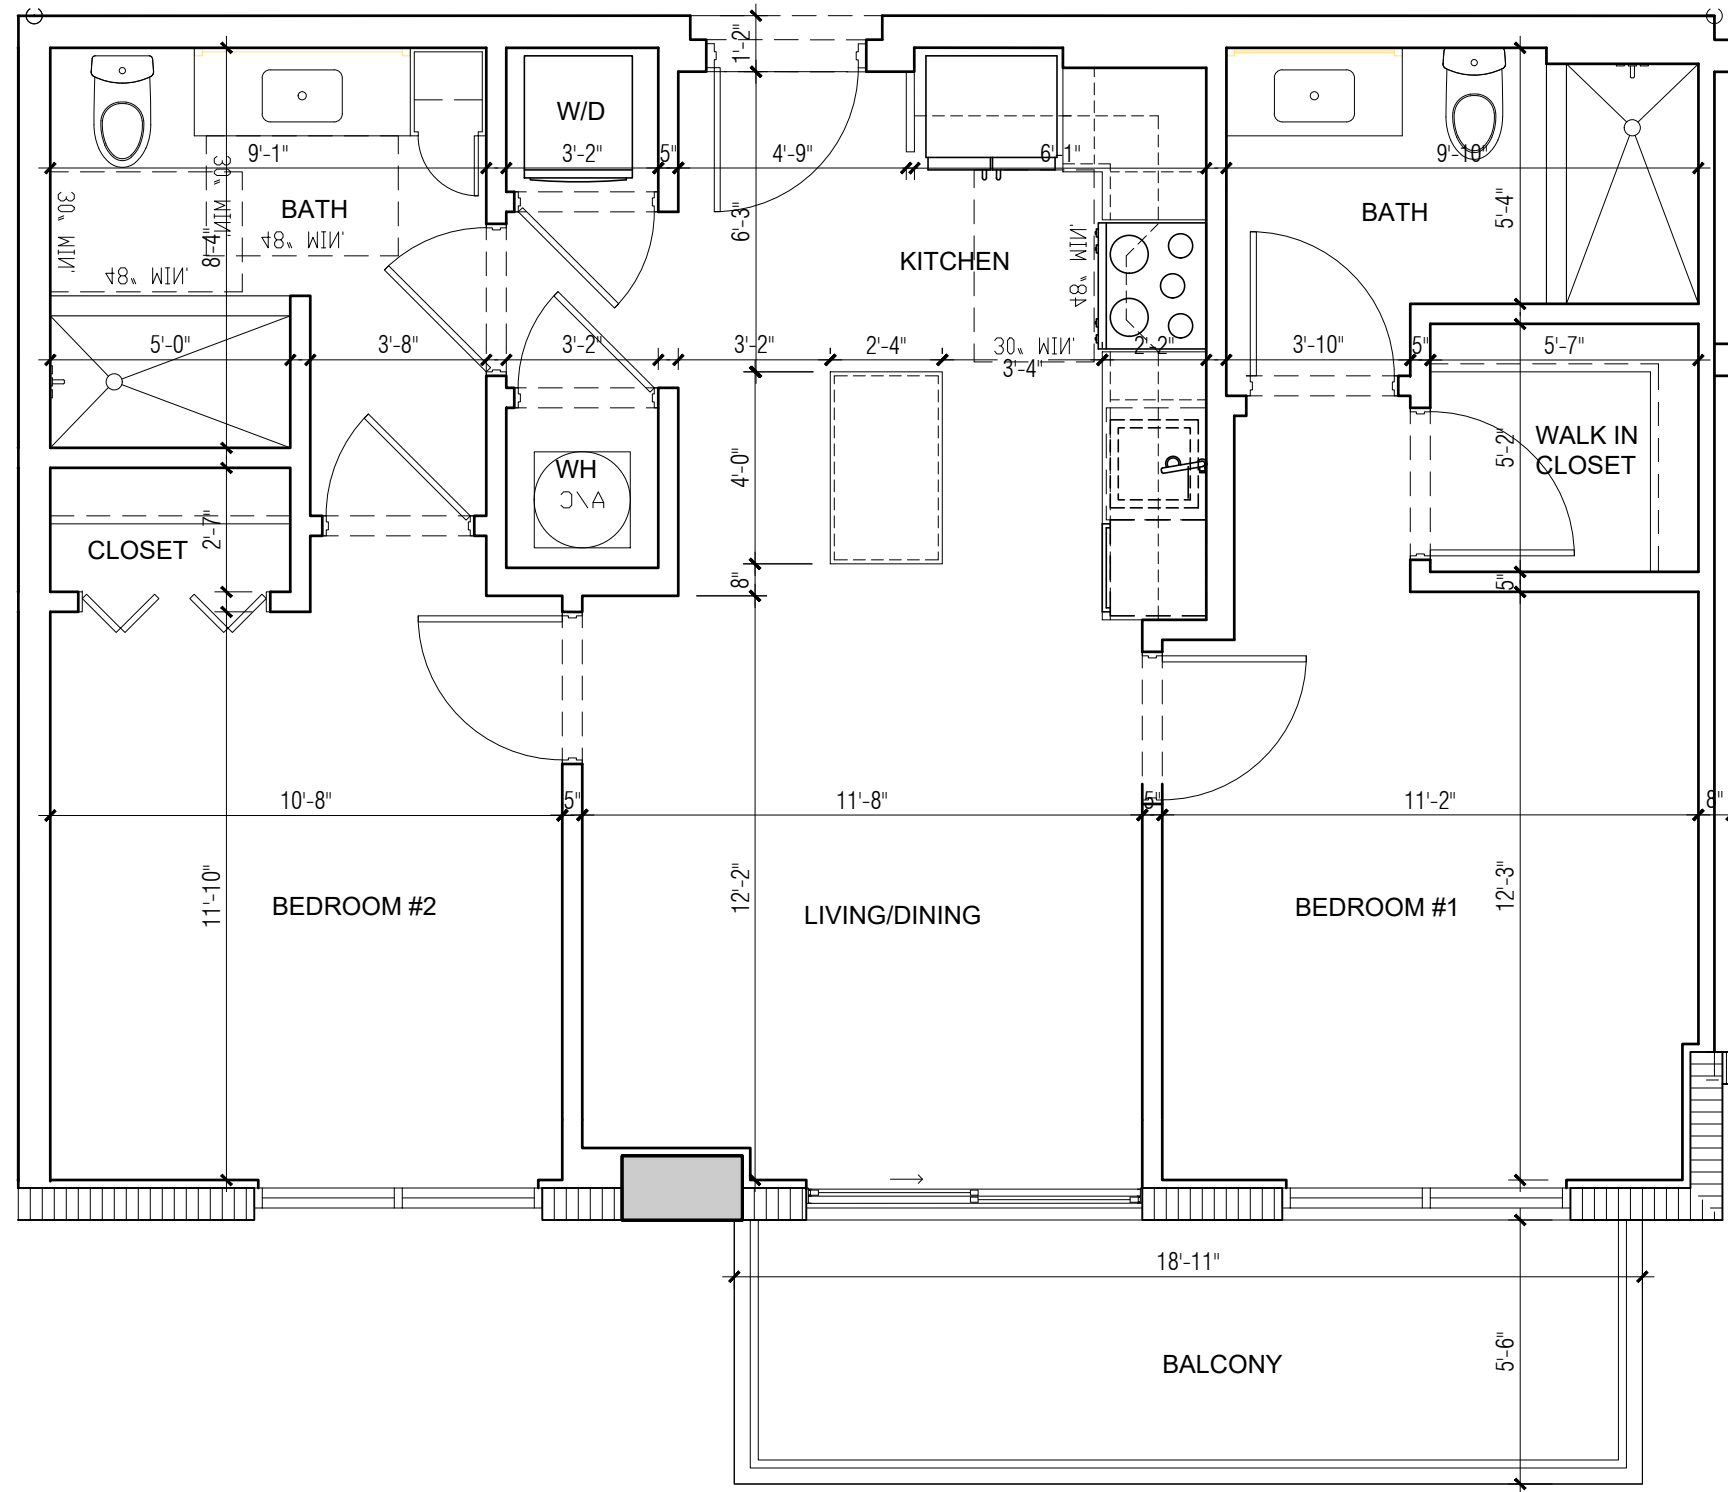 1'-2"
W/D
9'-1"
3'-2"
5"
4'-9"
6'-1"
9'-10"
30" MIN.
30" MIN.
BATH
48" MIN.
8'-4"
48" MIN.
6'-3"
KITCHEN
48" MIN.
BATH
5'-4"
5'-0"
3'-8"
3'-2"
3'-2"
2'-4"
30" MIN.
3'-4"
2'-2"
3'-10"
5"
5'-7"
WH
A/C
4'-0"
WALK IN
CLOSET
5'-2"
2'-7"
CLOSET
8"
5"
10'-8"
5"
11'-8"
5"
11'-2"
8"
11'-10"
BEDROOM #2
12'-2"
LIVING/DINING
BEDROOM #1
12'-3"
18'-11"
BALCONY
5'-6"